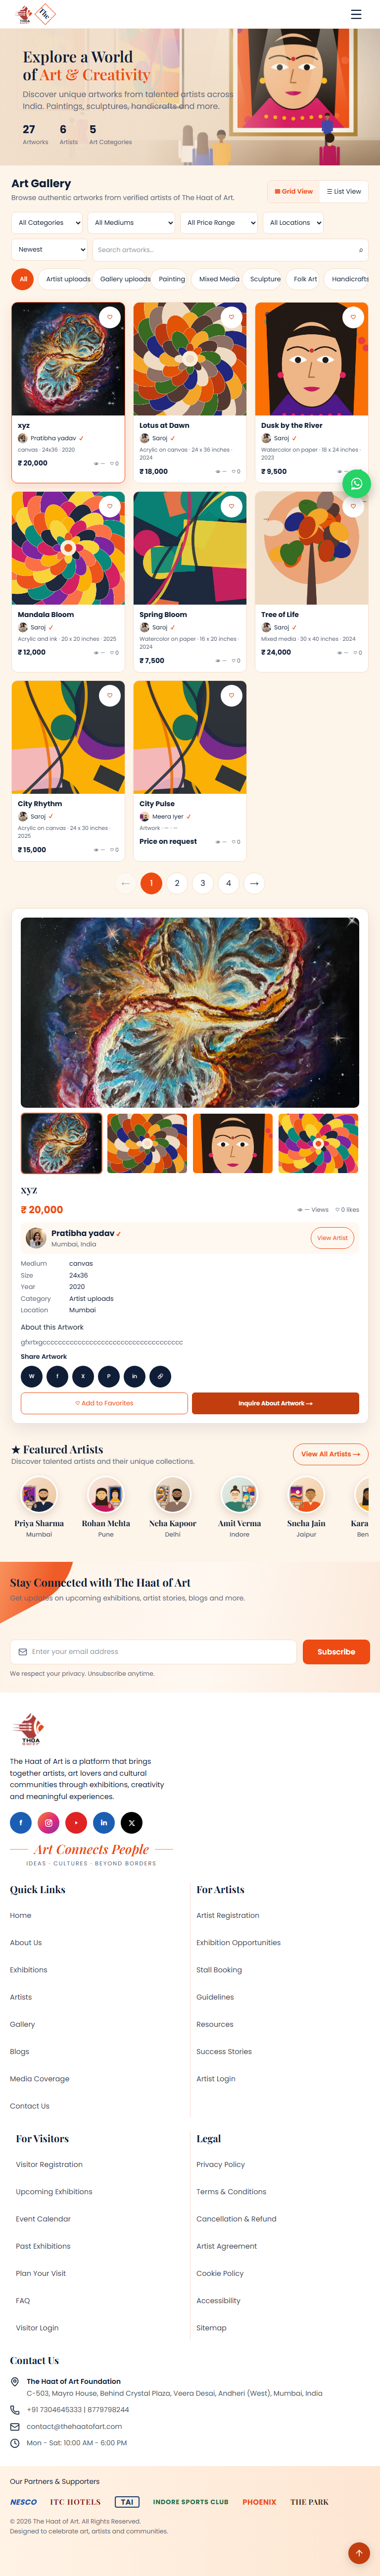 THOA
The
Explore a World
of Art & Creativity
Discover unique artworks from talented artists across
India. Paintings, sculptures, handicrafts and more.
27
Artworks
6
Artists
5
Art Categories
Art Gallery
Browse authentic artworks from verified artists of The Haat of Art.
Grid View
List View
All Categories
All Mediums
All Price Range
All Locations
Newest
Search artworks...
All
Artist uploads
Gallery uploads
Painting
Mixed Media
Sculpture
Folk Art
Handicrafts
xyz
Pratibha yadav ✓
canvas · 24x36 · 2020
₹ 20,000
— ♡ 0
Lotus at Dawn
Saroj ✓
Acrylic on canvas · 24 x 36 inches ·
2024
₹ 18,000
— ♡ 0
Dusk by the River
Saroj ✓
Watercolor on paper · 18 x 24 inches ·
2023
₹ 9,500
Mandala Bloom
Saroj ✓
Acrylic and ink · 20 x 20 inches · 2025
₹ 12,000
— ♡ 0
Spring Bloom
Saroj ✓
Watercolor on paper · 16 x 20 inches ·
2024
₹ 7,500
— ♡ 0
Tree of Life
Saroj ✓
Mixed media · 30 x 40 inches · 2024
₹ 24,000
— ♡ 0
City Rhythm
Saroj ✓
Acrylic on canvas · 24 x 30 inches ·
2025
₹ 15,000
— ♡ 0
City Pulse
Meera Iyer ✓
Artwork · — · —
Price on request
— ♡ 0
← 1 2 3 4 →
xyz
₹ 20,000
— Views ♡ 0 likes
Pratibha yadav ✓
Mumbai, India
View Artist
Medium canvas
Size 24x36
Year 2020
Category Artist uploads
Location Mumbai
About this Artwork
Share Artwork
W f X P in
♡ Add to Favorites
Inquire About Artwork →
★ Featured Artists
Discover talented artists and their unique collections.
View All Artists →
Priya Sharma
Mumbai
Rohan Mehta
Pune
Neha Kapoor
Delhi
Amit Verma
Indore
Sneha Jain
Jaipur
Kara
Ben
Stay Connected with The Haat of Art
Get updates on upcoming exhibitions, artist stories, blogs and more.
Enter your email address
Subscribe
We respect your privacy. Unsubscribe anytime.
THOA
The Haat of Art is a platform that brings
together artists, art lovers and cultural
communities through exhibitions, creativity
and meaningful experiences.
f in X
Art Connects People
IDEAS · CULTURES · BEYOND BORDERS
Quick Links
Home
About Us
Exhibitions
Artists
Gallery
Blogs
Media Coverage
Contact Us
For Artists
Artist Registration
Exhibition Opportunities
Stall Booking
Guidelines
Resources
Success Stories
Artist Login
For Visitors
Visitor Registration
Upcoming Exhibitions
Event Calendar
Past Exhibitions
Plan Your Visit
FAQ
Visitor Login
Legal
Privacy Policy
Terms & Conditions
Cancellation & Refund
Artist Agreement
Cookie Policy
Accessibility
Sitemap
Contact Us
The Haat of Art Foundation
C-503, Mayro House, Behind Crystal Plaza, Veera Desai, Andheri (West), Mumbai, India
+91 7304645333 | 8779798244
contact@thehaatofart.com
Mon - Sat: 10:00 AM - 6:00 PM
Our Partners & Supporters
NESCO
ITC HOTELS
TAI
INDORE SPORTS CLUB
PHOENIX
THE PARK
© 2026 The Haat of Art. All Rights Reserved.
Designed to celebrate art, artists and communities.